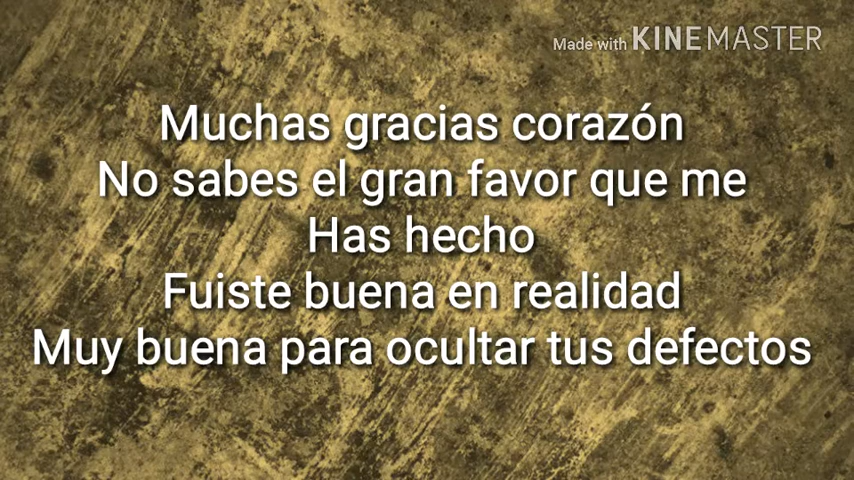 Made with KINEMASTER
Muchas gracias corazón
No sabes el gran favor que me
Has hecho
Fuiste buena en realidad
Muy buena para ocultar tus defectos